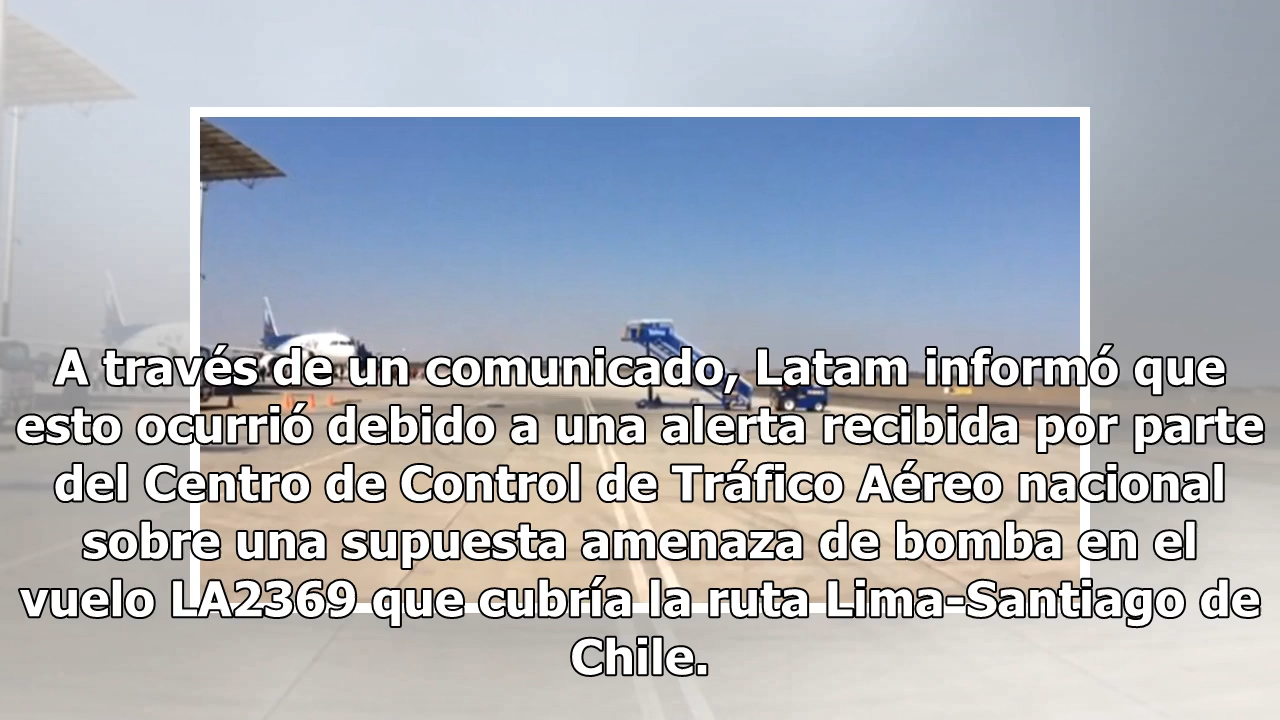 A través de un comunicado, Latam informó que
esto ocurrió debido a una alerta recibida por parte
del Centro de Control de Tráfico Aéreo nacional
sobre una supuesta amenaza de bomba en el
vuelo LA2369 que cubría la ruta Lima-Santiago de
Chile.